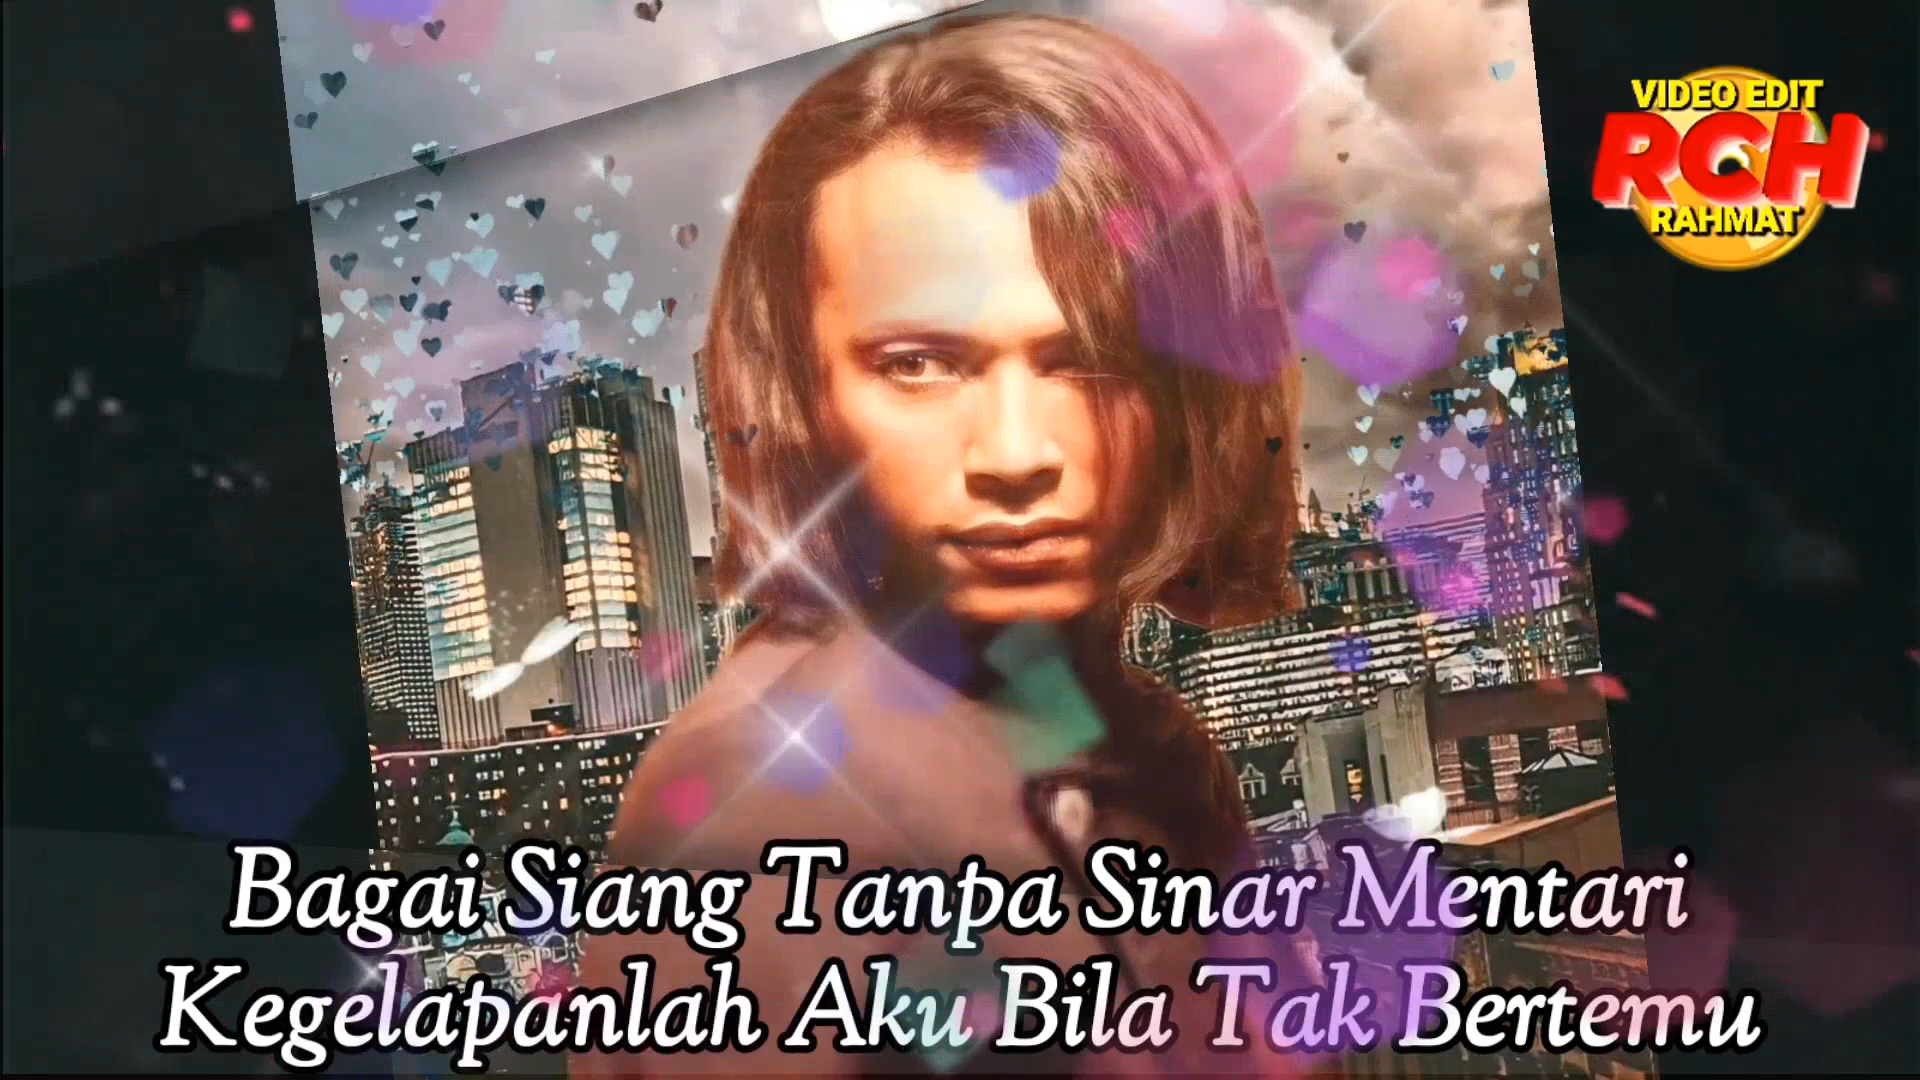 VIDEO EDIT
RCH
RAHMAT
Bagai Siang Tanpa Sinar Mentari
Kegelapanlah Aku Bila Tak Bertemu